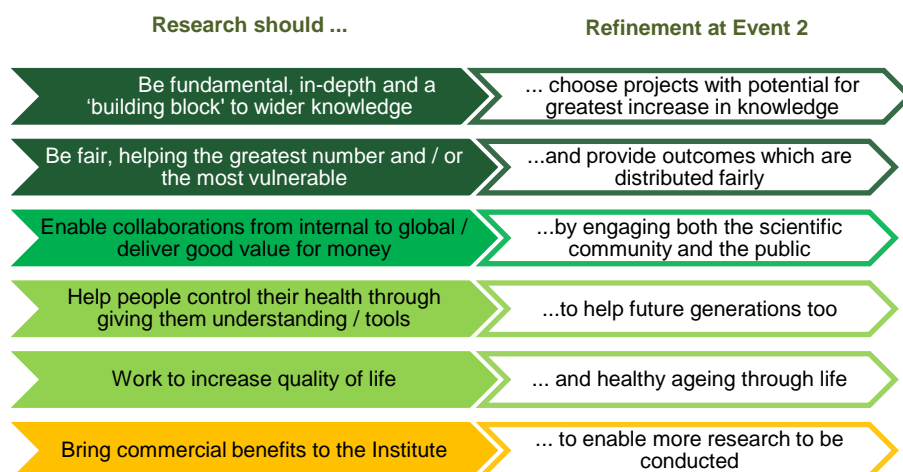 Research should ...
Refinement at Event 2
Be fundamental, in-depth and a
‘building block' to wider knowledge
... choose projects with potential for
greatest increase in knowledge
Be fair, helping the greatest number and / or
the most vulnerable
...and provide outcomes which are
distributed fairly
Enable collaborations from internal to global /
deliver good value for money
...by engaging both the scientific
community and the public
Help people control their health through
giving them understanding / tools
...to help future generations too
Work to increase quality of life
... and healthy ageing through life
Bring commercial benefits to the Institute
... to enable more research to be
conducted